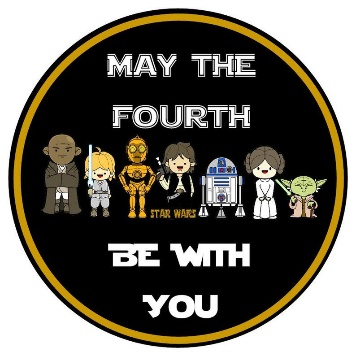 MAY THE
FOURTH
STAR WARS
BE WITH
YOU